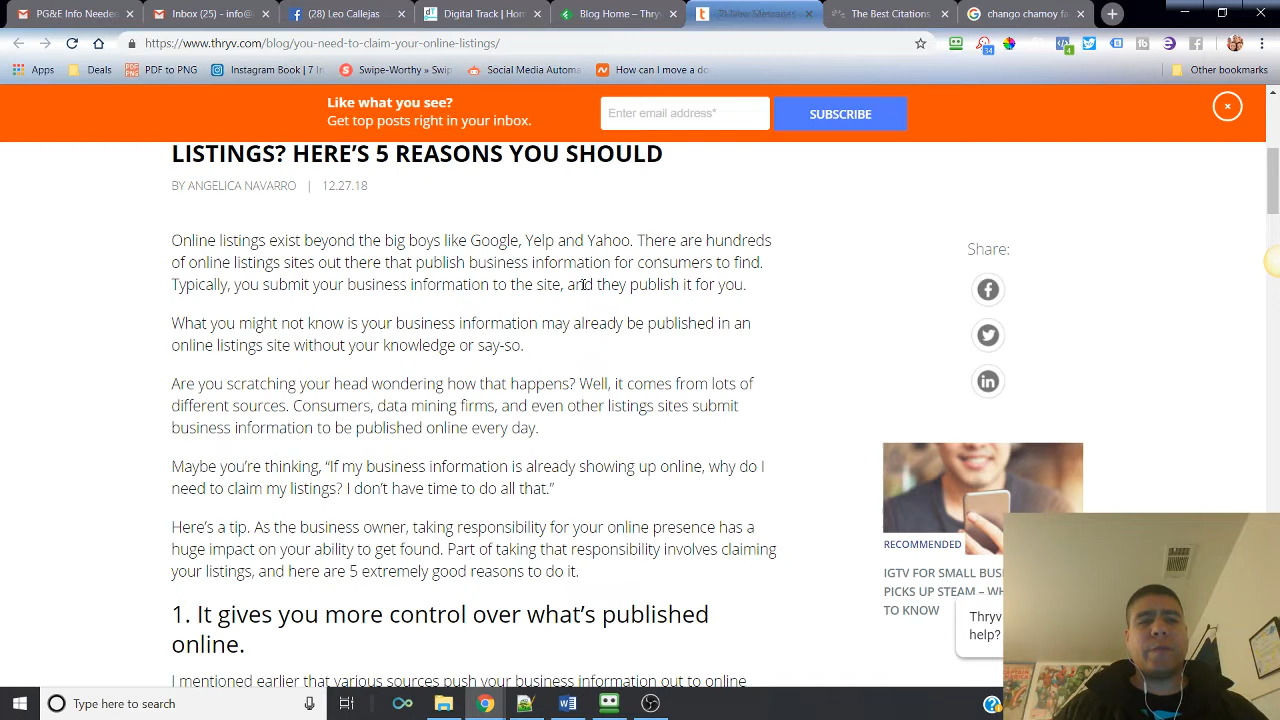 PG&E Info Needed
Inbox (25) - info@
(28) Leo Callejas
Digital Track | Hom
Blog Home – Thryv
The Best Citations
chango chamoy fa
https://www.thryv.com/blog/you-need-to-claim-your-online-listings/
34
4
Apps
Deals
PDF to PNG
Instagram Book | 7 In
Swipe-Worthy » Swip
Social Media Automa
How can I move a do
Other bookmarks
Like what you see?
Get top posts right in your inbox.
Enter email address*
SUBSCRIBE
LISTINGS? HERE'S 5 REASONS YOU SHOULD
BY ANGELICA NAVARRO | 12.27.18
Online listings exist beyond the big boys like Google, Yelp and Yahoo. There are hundreds
of online listings sites out there that publish business information for consumers to find.
Typically, you submit your business information to the site, and they publish it for you.
What you might not know is your business information may already be published in an
online listings site without your knowledge or say-so.
Are you scratching your head wondering how that happens? Well, it comes from lots of
different sources. Consumers, data mining firms, and even other listings sites submit
business information to be published online every day.
Maybe you're thinking, “If my business information is already showing up online, why do I
need to claim my listings? I don't have time to do all that.”
Here's a tip. As the business owner, taking responsibility for your online presence has a
huge impact on your ability to get found. Part of taking that responsibility involves claiming
your listings, and here are 5 extremely good reasons to do it.
1. It gives you more control over what's published
online.
I mentioned earlier that various sources push your business information out to online
Share:
RECOMMENDED
IGTV FOR SMALL BUSI
PICKS UP STEAM – WH
TO KNOW
Thryv
help?
Type here to search